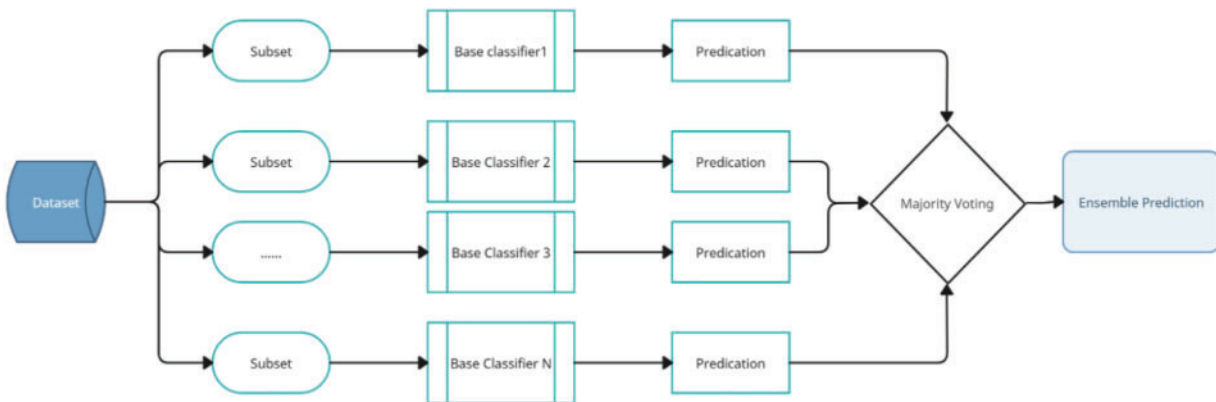 Subset
Base classifier1
Predication
Subset
Base Classifier 2
Predication
Dataset
Majority Voting
Ensemble Prediction
......
Base Classifier 3
Predication
Subset
Base Classifier N
Predication